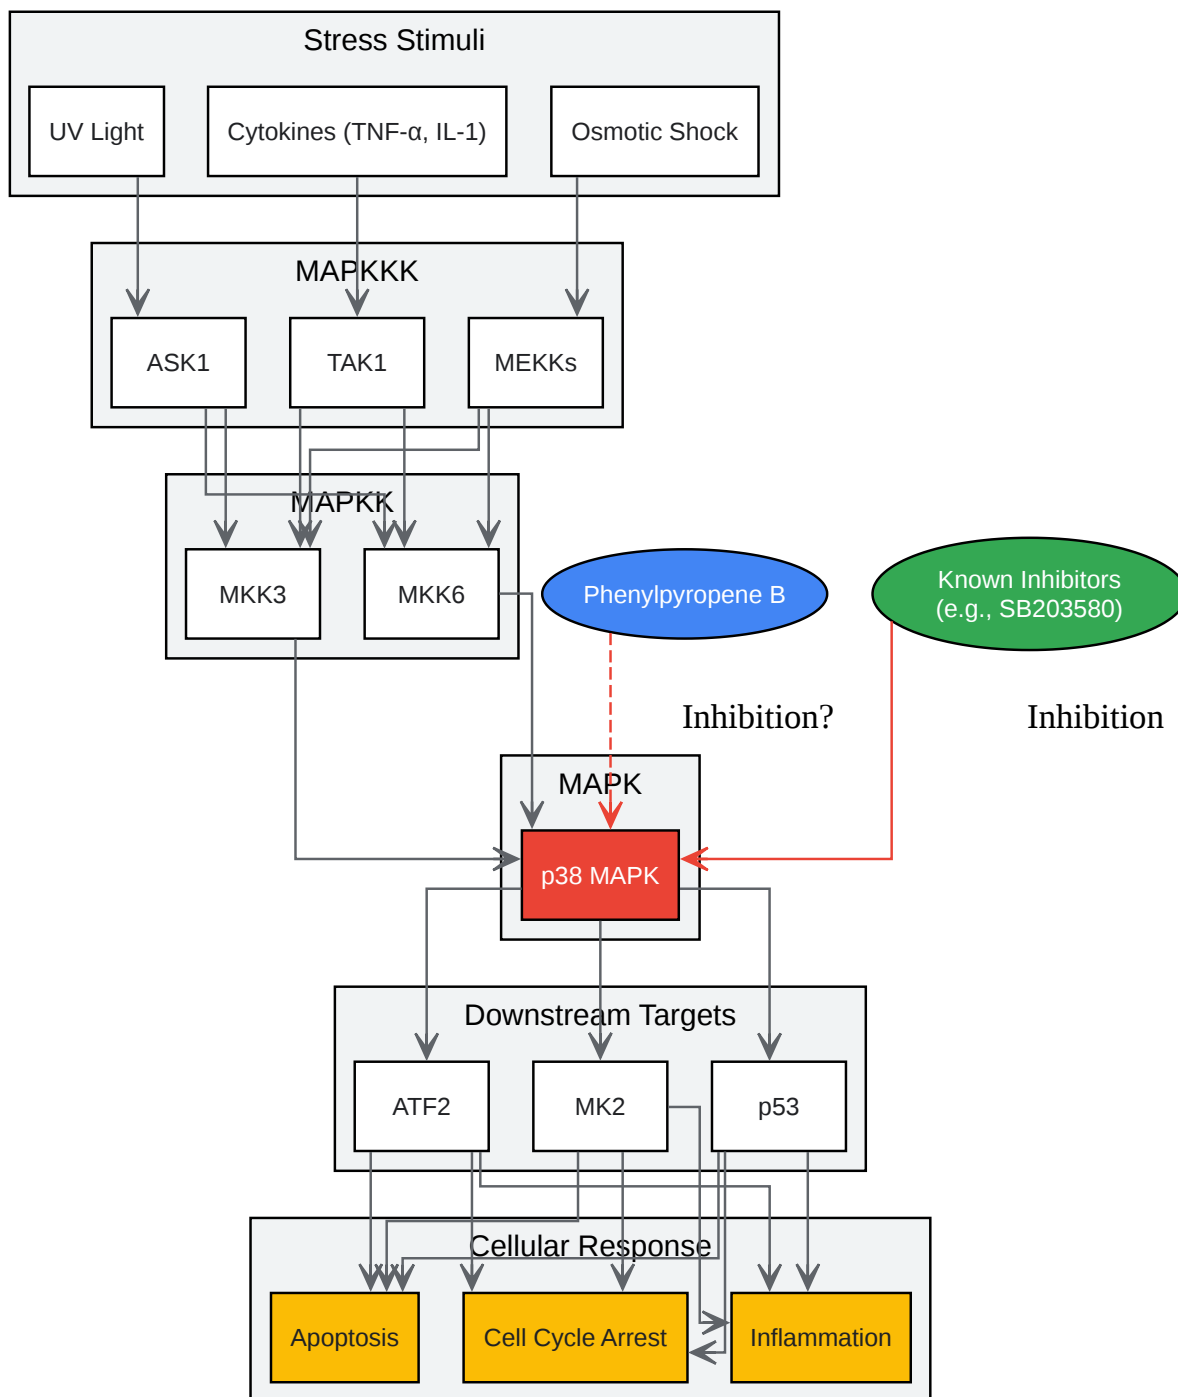 Stress Stimuli
UV Light
Cytokines (TNF-α, IL-1)
Osmotic Shock
MAPKKK
ASK1
TAK1
MEKKs
MAPKK
MKK3
MKK6
Phenylpyropene B
Known Inhibitors
(e.g., SB203580)
Inhibition?
Inhibition
MAPK
p38 MAPK
Downstream Targets
ATF2
MK2
p53
Cellular Response
Apoptosis
Cell Cycle Arrest
Inflammation